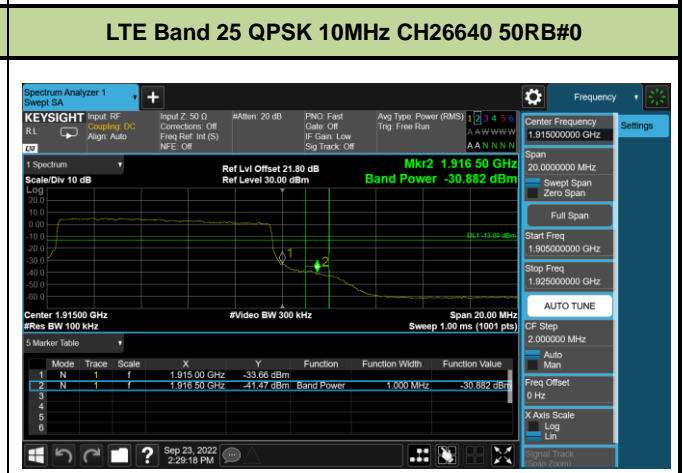 LTE Band 25 QPSK 10MHz CH26640 50RB#0
Spectrum Analyzer 1
Swept SA
Frequency
KEYSIGHT
RL
Input: RF
Coupling: DC
Align: Auto
Input Z: 50 Ω
Corrections: Off
Freq Ref: Int (S)
NFE: Off
#Atten: 20 dB
PNO: Fast
Gate: Off
IF Gain: Low
Sig Track: Off
Avg Type: Power (RMS)
Trig: Free Run
1 2 3 4 5 6
A A W W W W
A A N N N N
1 Spectrum
Scale/Div 10 dB
Ref Lvl Offset 21.80 dB
Ref Level 30.00 dBm
Mkr2 1.916 50 GHz
Band Power -30.882 dBm
Log
20.0
10.0
0.00
-10.0
-20.0
-30.0
-40.0
-50.0
-60.0
DL1 -13.00 dBm
1
2
Center 1.91500 GHz
#Res BW 100 kHz
#Video BW 300 kHz
Span 20.00 MHz
Sweep 1.00 ms (1001 pts)
5 Marker Table
Mode Trace Scale X Y Function Function Width Function Value
1 N 1 f 1.915 00 GHz -33.66 dBm
2 N 1 f 1.916 50 GHz -41.47 dBm Band Power 1.000 MHz -30.882 dBm
3
4
5
6
Center Frequency
1.915000000 GHz
Settings
Span
20.0000000 MHz
Swept Span
Zero Span
Full Span
Start Freq
1.905000000 GHz
Stop Freq
1.925000000 GHz
AUTO TUNE
CF Step
2.000000 MHz
Auto
Man
Freq Offset
0 Hz
X Axis Scale
Log
Lin
Signal Track
(Span Zoom)
?
Sep 23, 2022
2:29:18 PM